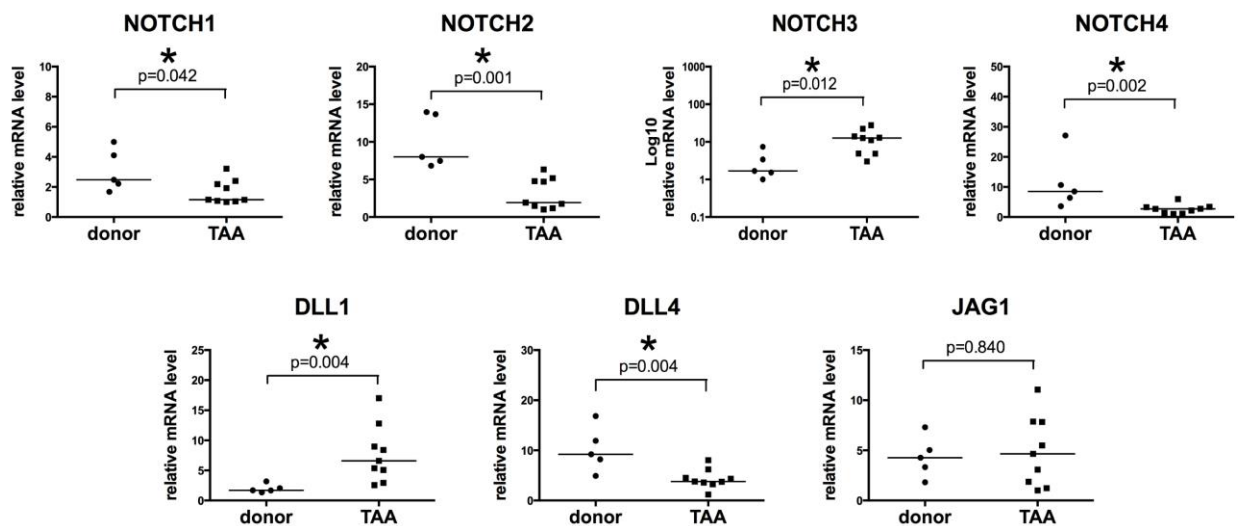 NOTCH1
*
p=0.042
relative mRNA level
10
8
6
4
2
0
donor TAA
NOTCH2
*
p=0.001
relative mRNA level
20
15
10
5
0
donor TAA
NOTCH3
*
p=0.012
Log10
relative mRNA level
1000
100
10
1
0.1
donor TAA
NOTCH4
*
p=0.002
relative mRNA level
50
40
30
20
10
0
donor TAA
DLL1
*
p=0.004
relative mRNA level
25
20
15
10
5
0
donor TAA
DLL4
*
p=0.004
relative mRNA level
30
20
10
0
donor TAA
JAG1
p=0.840
relative mRNA level
15
10
5
0
donor TAA